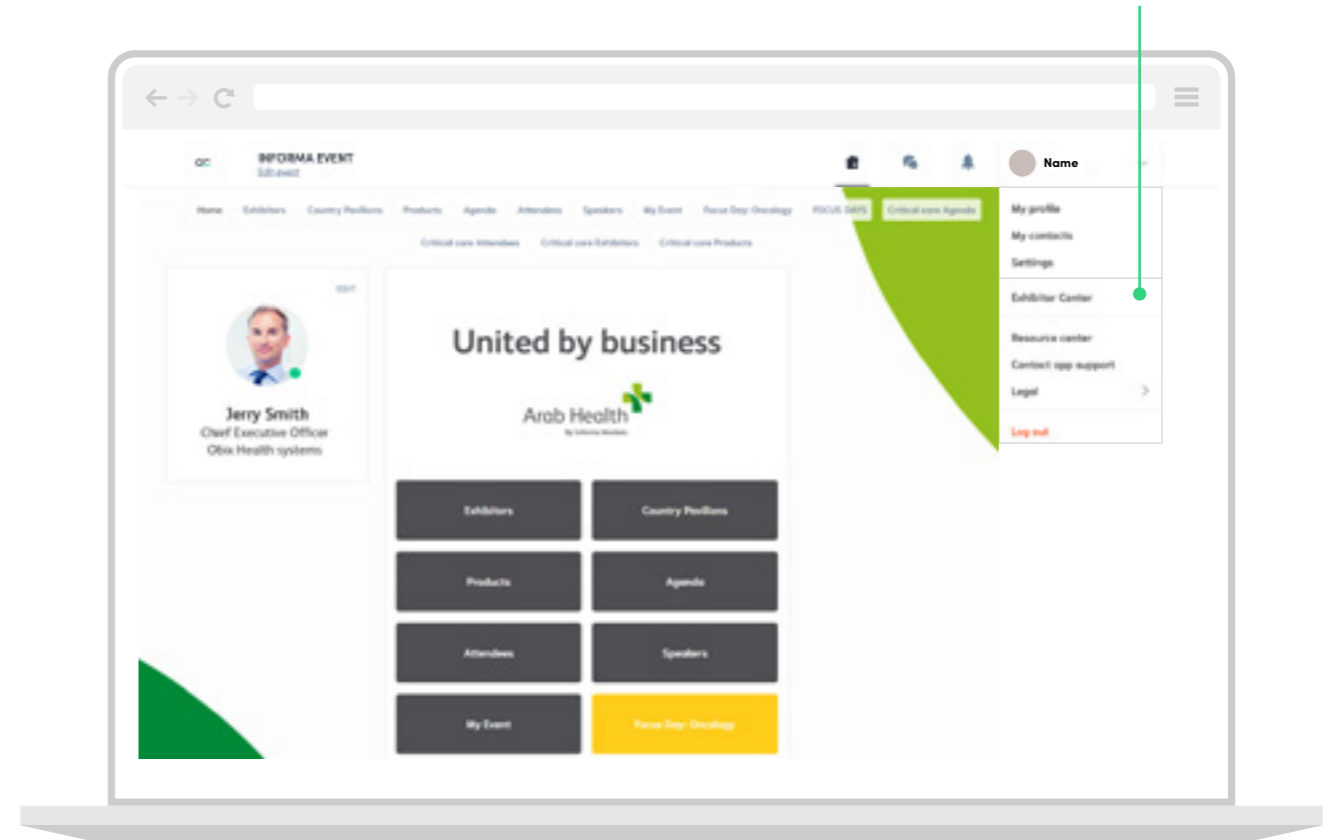 INFORMA EVENT
Edit event
Name
Home Exhibitors Country Pavilions Products Agenda Attendees Speakers My Event Focus Day: Oncology FOCUS DAYS Critical care Agenda
Critical care Attendees Critical care Exhibitors Critical care Products
My profile
My contacts
Settings
Exhibitor Center
Resource center
Contact app support
Legal
Log out
EDIT
Jerry Smith
Chief Executive Officer
Obix Health systems
United by business
Arab Health
By Informa Markets
Exhibitors
Country Pavilions
Products
Agenda
Attendees
Speakers
My Event
Focus Day: Oncology